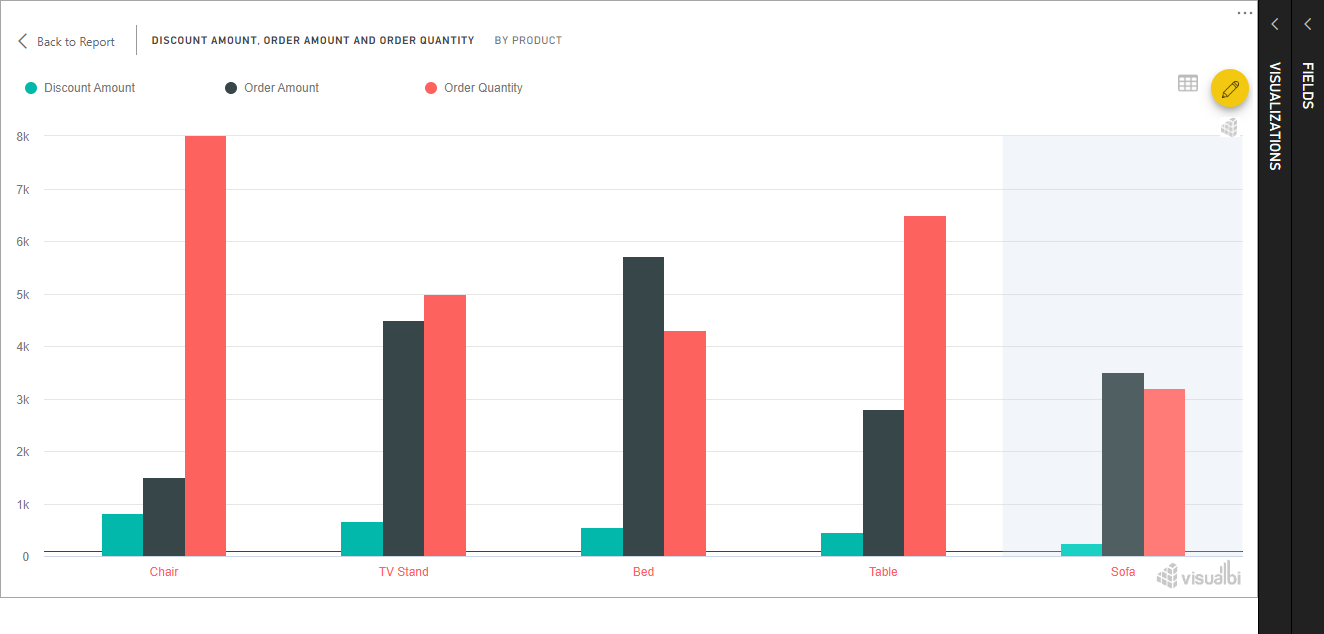 Back to Report
DISCOUNT AMOUNT, ORDER AMOUNT AND ORDER QUANTITY BY PRODUCT
Discount Amount Order Amount Order Quantity
8k
7k
6k
5k
4k
3k
2k
1k
0
Chair TV Stand Bed Table Sofa
visualbi
VISUALIZATIONS
FIELDS